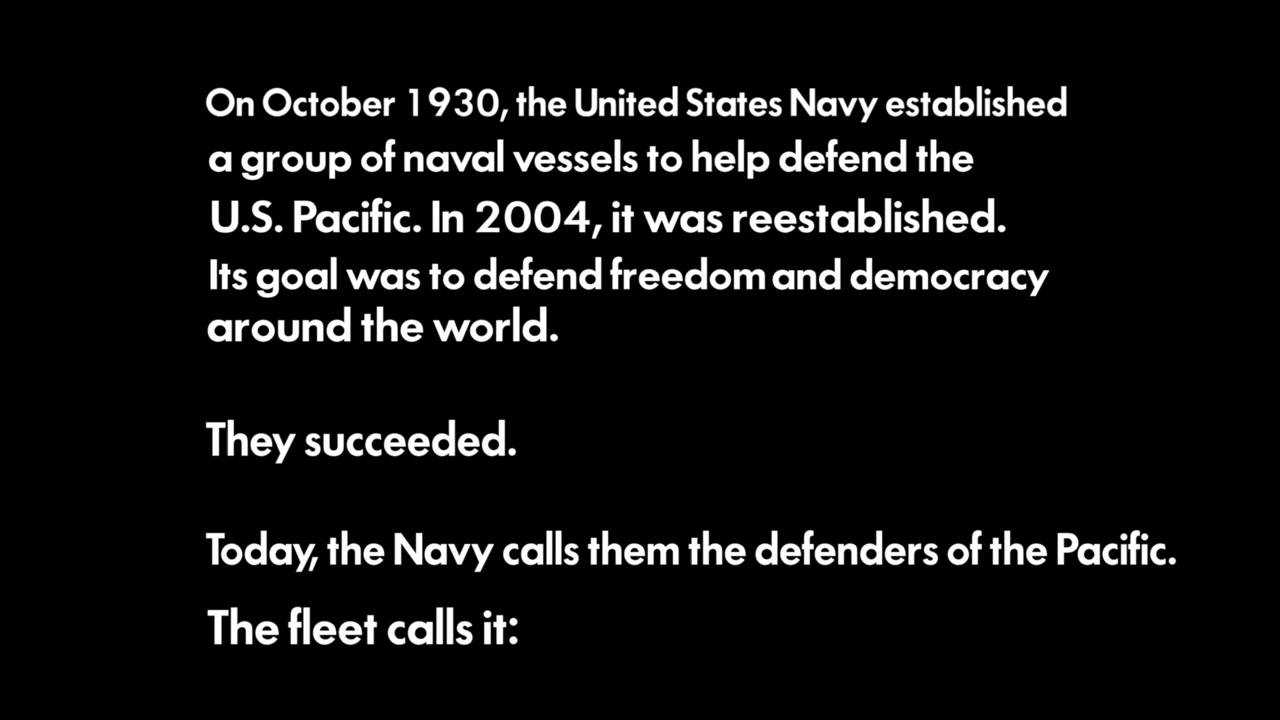 On October 1930, the United States Navy established
a group of naval vessels to help defend the
U.S. Pacific. In 2004, it was reestablished.
Its goal was to defend freedom and democracy
around the world.
They succeeded.
Today, the Navy calls them the defenders of the Pacific.
The fleet calls it: